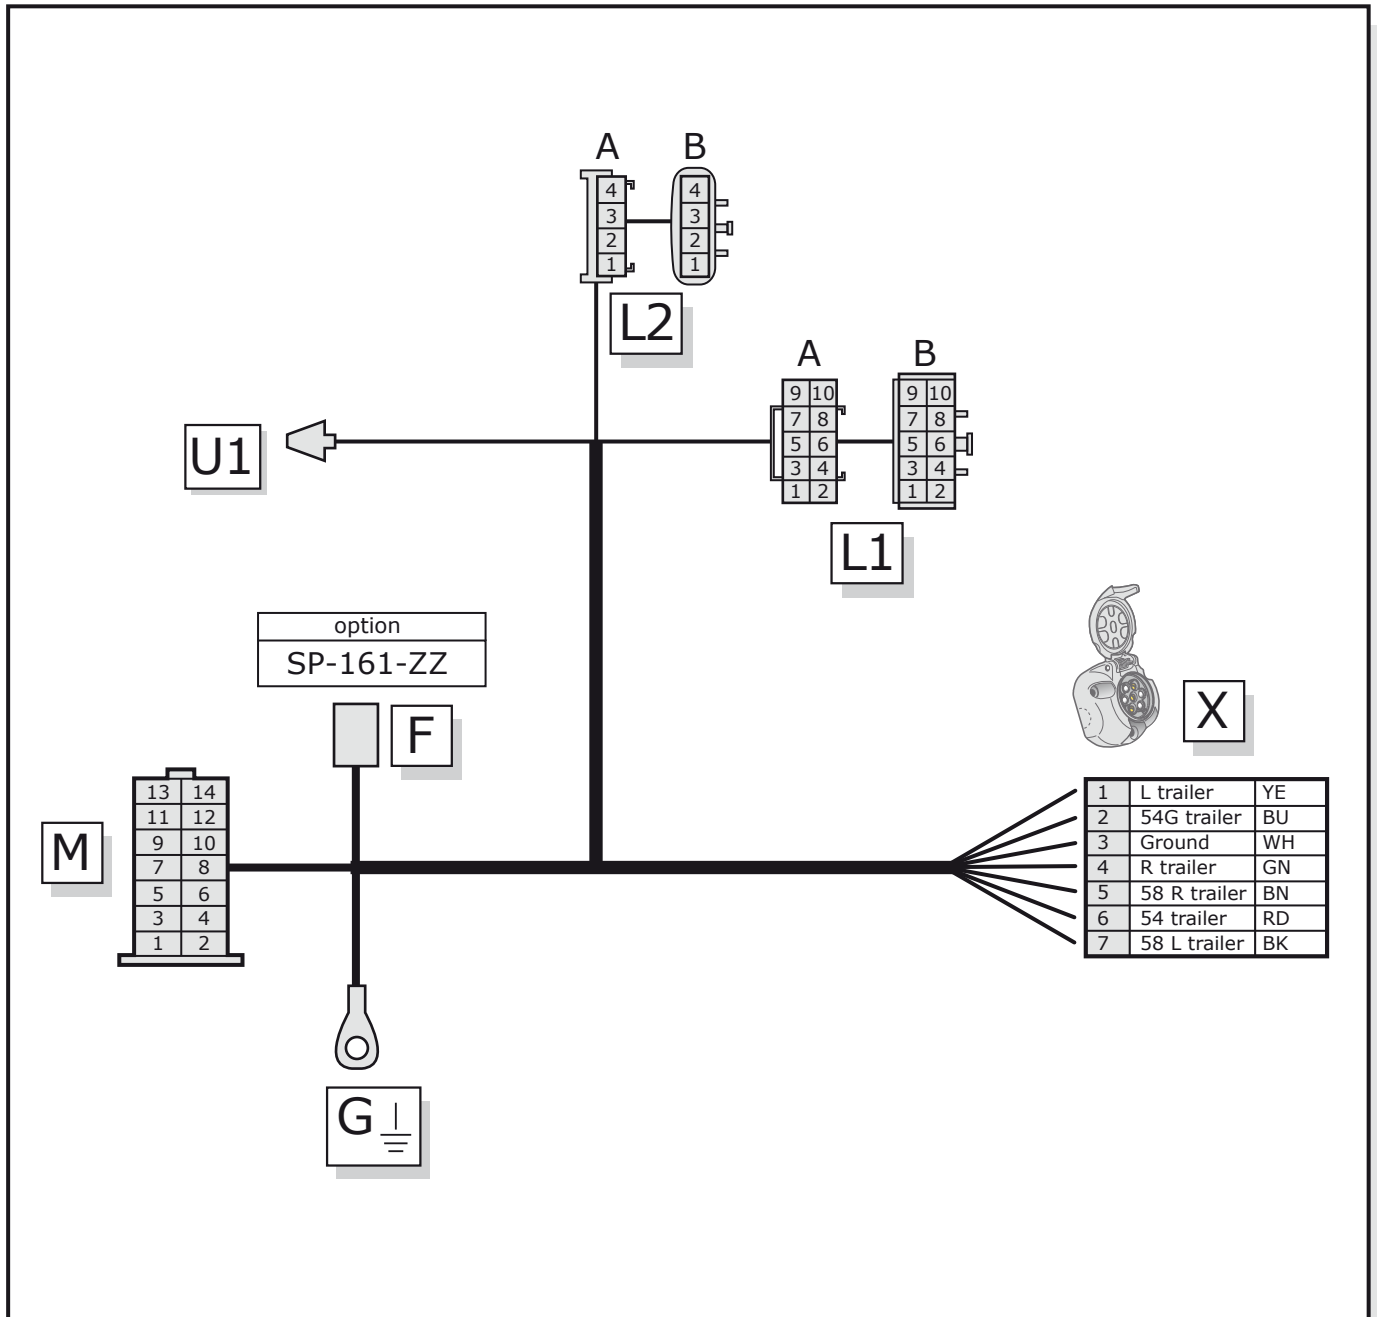 A B
4 4
3 3
2 2
1 1
L2
A B
9 10 9 10
7 8 7 8
5 6 5 6
3 4 3 4
1 2 1 2
U1
L1
option
SP-161-ZZ
F
X
M
13 14
11 12
9 10
7 8
5 6
3 4
1 2
1 L trailer YE
2 54G trailer BU
3 Ground WH
4 R trailer GN
5 58 R trailer BN
6 54 trailer RD
7 58 L trailer BK
G